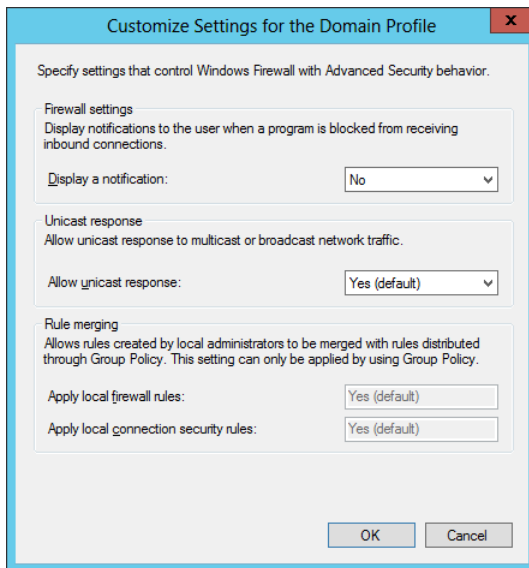 Customize Settings for the Domain Profile
x
Specify settings that control Windows Firewall with Advanced Security behavior.
Firewall settings
Display notifications to the user when a program is blocked from receiving
inbound connections.
Display a notification: No
Unicast response
Allow unicast response to multicast or broadcast network traffic.
Allow unicast response: Yes (default)
Rule merging
Allows rules created by local administrators to be merged with rules distributed
through Group Policy. This setting can only be applied by using Group Policy.
Apply local firewall rules: Yes (default)
Apply local connection security rules: Yes (default)
OK Cancel